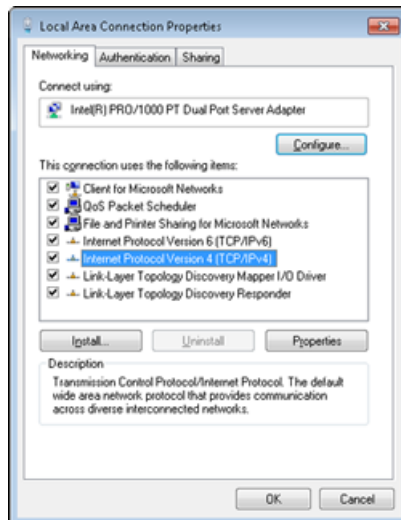 Local Area Connection Properties
Networking Authentication Sharing
Connect using:
Intel(R) PRO/1000 PT Dual Port Server Adapter
Configure...
This connection uses the following items:
Client for Microsoft Networks
QoS Packet Scheduler
File and Printer Sharing for Microsoft Networks
Internet Protocol Version 6 (TCP/IPv6)
Internet Protocol Version 4 (TCP/IPv4)
Link-Layer Topology Discovery Mapper I/O Driver
Link-Layer Topology Discovery Responder
Install... Uninstall Properties
Description
Transmission Control Protocol/Internet Protocol. The default
wide area network protocol that provides communication
across diverse interconnected networks.
OK Cancel